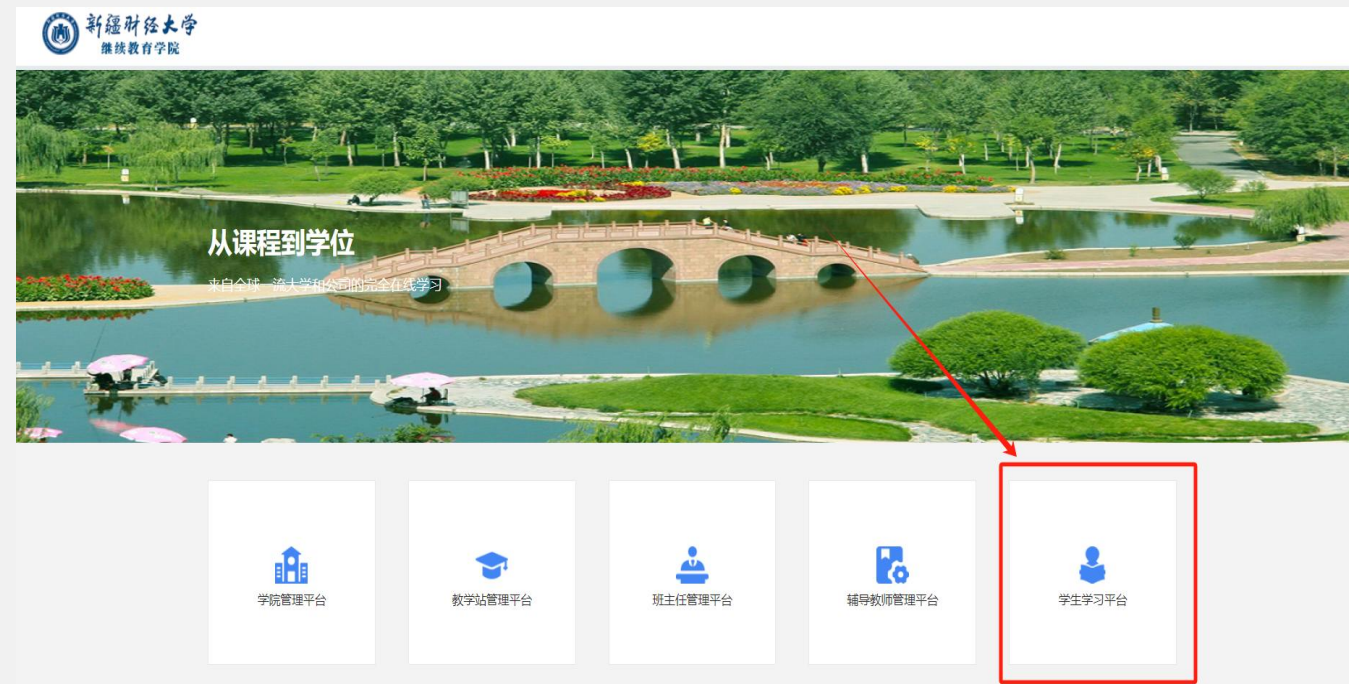 新疆财经大学
继续教育学院
从课程到学位
来自全球一流大学和公司的完全在线学习
学院管理平台
教学站管理平台
班主任管理平台
辅导教师管理平台
学生学习平台